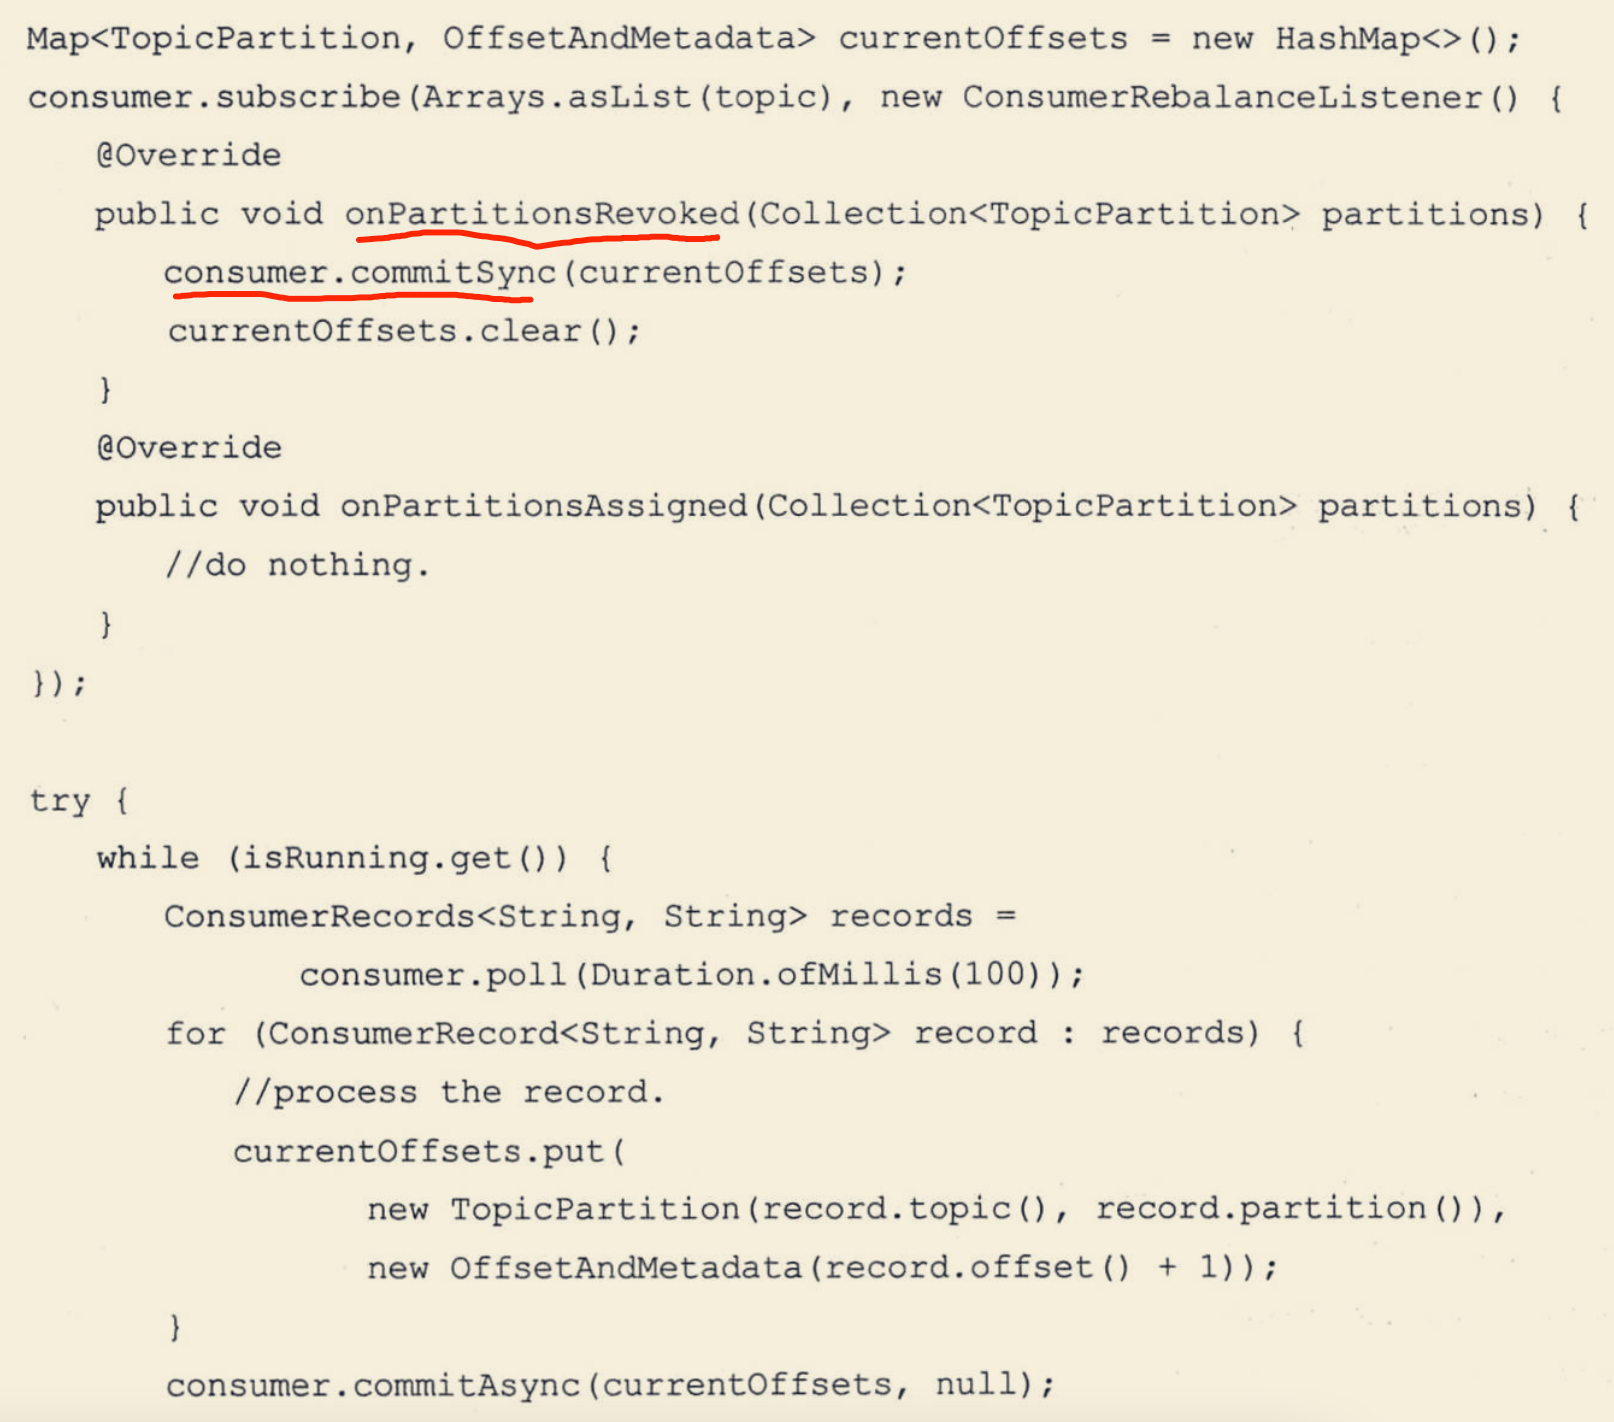 Map<TopicPartition, OffsetAndMetadata> currentOffsets = new HashMap<>();
consumer.subscribe(Arrays.asList(topic), new ConsumerRebalanceListener() {
    @Override
    public void onPartitionsRevoked(Collection<TopicPartition> partitions) {
        consumer.commitSync(currentOffsets);
        currentOffsets.clear();
    }
    @Override
    public void onPartitionsAssigned(Collection<TopicPartition> partitions) {
        //do nothing.
    }
});

try {
    while (isRunning.get()) {
        ConsumerRecords<String, String> records =
                consumer.poll(Duration.ofMillis(100));
        for (ConsumerRecord<String, String> record : records) {
            //process the record.
            currentOffsets.put(
                    new TopicPartition(record.topic(), record.partition()),
                    new OffsetAndMetadata(record.offset() + 1));
        }
        consumer.commitAsync(currentOffsets, null);